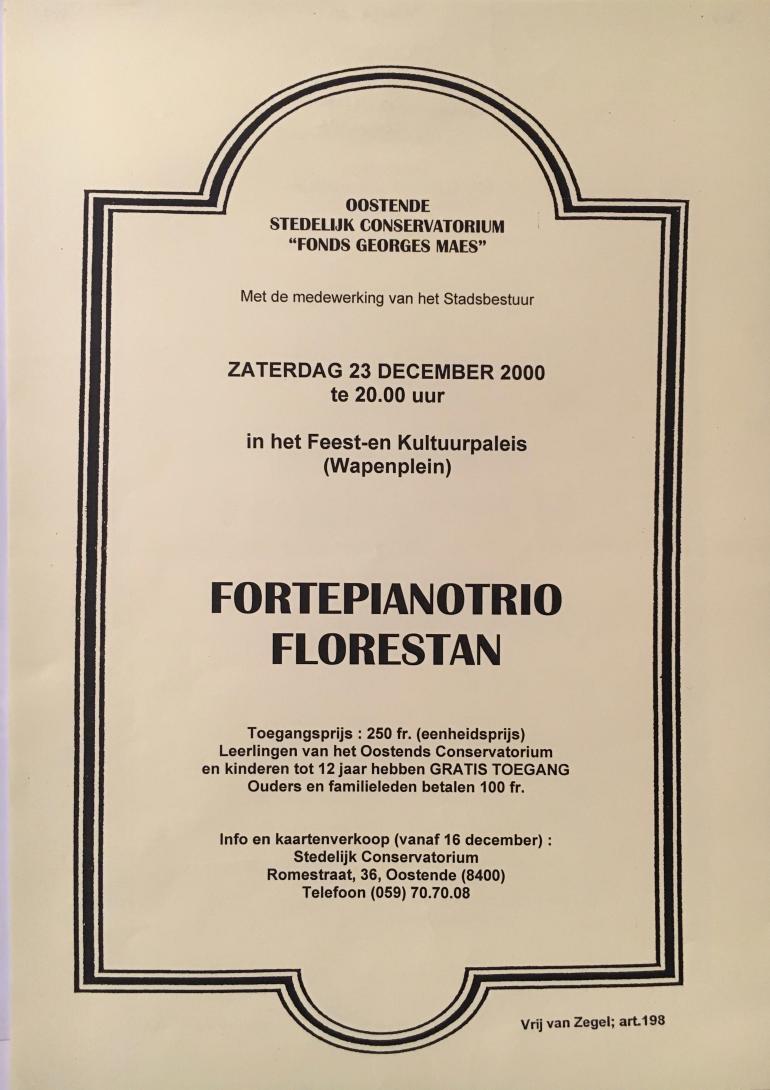 OOSTENDE
STEDELIJK CONSERVATORIUM
“FONDS GEORGES MAES”
Met de medewerking van het Stadsbestuur
ZATERDAG 23 DECEMBER 2000
te 20.00 uur
in het Feest-en Kultuurpaleis
(Wapenplein)
FORTEPIANOTRIO
FLORESTAN
Toegangsprijs : 250 fr. (eenheidsprijs)
Leerlingen van het Oostends Conservatorium
en kinderen tot 12 jaar hebben GRATIS TOEGANG
Ouders en familieleden betalen 100 fr.
Info en kaartenverkoop (vanaf 16 december) :
Stedelijk Conservatorium
Romestraat, 36, Oostende (8400)
Telefoon (059) 70.70.08
Vrij van Zegel; art.198